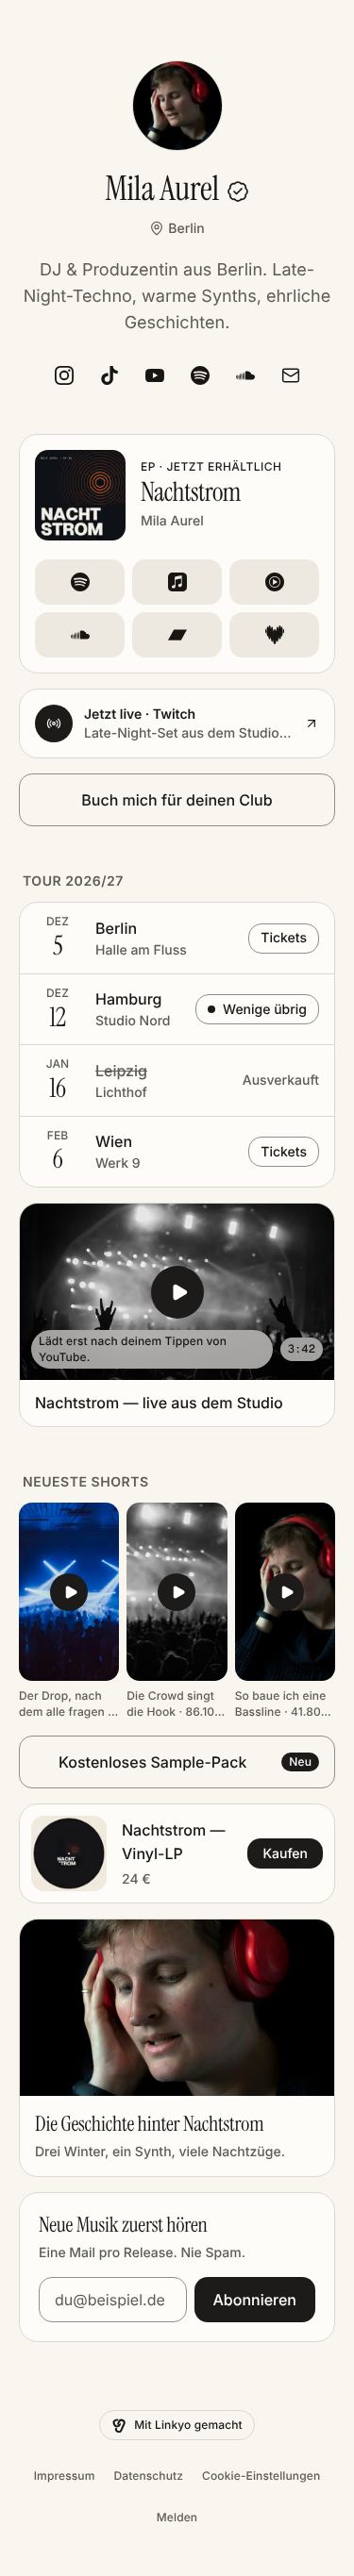 Mila Aurel
Berlin
DJ & Produzentin aus Berlin. Late-
Night-Techno, warme Synths, ehrliche
Geschichten.
EP · JETZT ERHÄLTLICH
Nachtstrom
Mila Aurel
NACHT
STROM
Jetzt live · Twitch
Late-Night-Set aus dem Studio...
Buch mich für deinen Club
TOUR 2026/27
DEZ
5
Berlin
Halle am Fluss
Tickets
DEZ
12
Hamburg
Studio Nord
Wenige übrig
JAN
16
Leipzig
Lichthof
Ausverkauft
FEB
6
Wien
Werk 9
Tickets
Lädt erst nach deinem Tippen von
YouTube.
3:42
Nachtstrom — live aus dem Studio
NEUESTE SHORTS
Der Drop, nach
dem alle fragen ...
Die Crowd singt
die Hook · 86.10...
So baue ich eine
Bassline · 41.80...
Kostenloses Sample-Pack
Neu
NACHT
STROM
Nachtstrom —
Vinyl-LP
24 €
Kaufen
Die Geschichte hinter Nachtstrom
Drei Winter, ein Synth, viele Nachtzüge.
Neue Musik zuerst hören
Eine Mail pro Release. Nie Spam.
du@beispiel.de
Abonnieren
Mit Linkyo gemacht
Impressum
Datenschutz
Cookie-Einstellungen
Melden